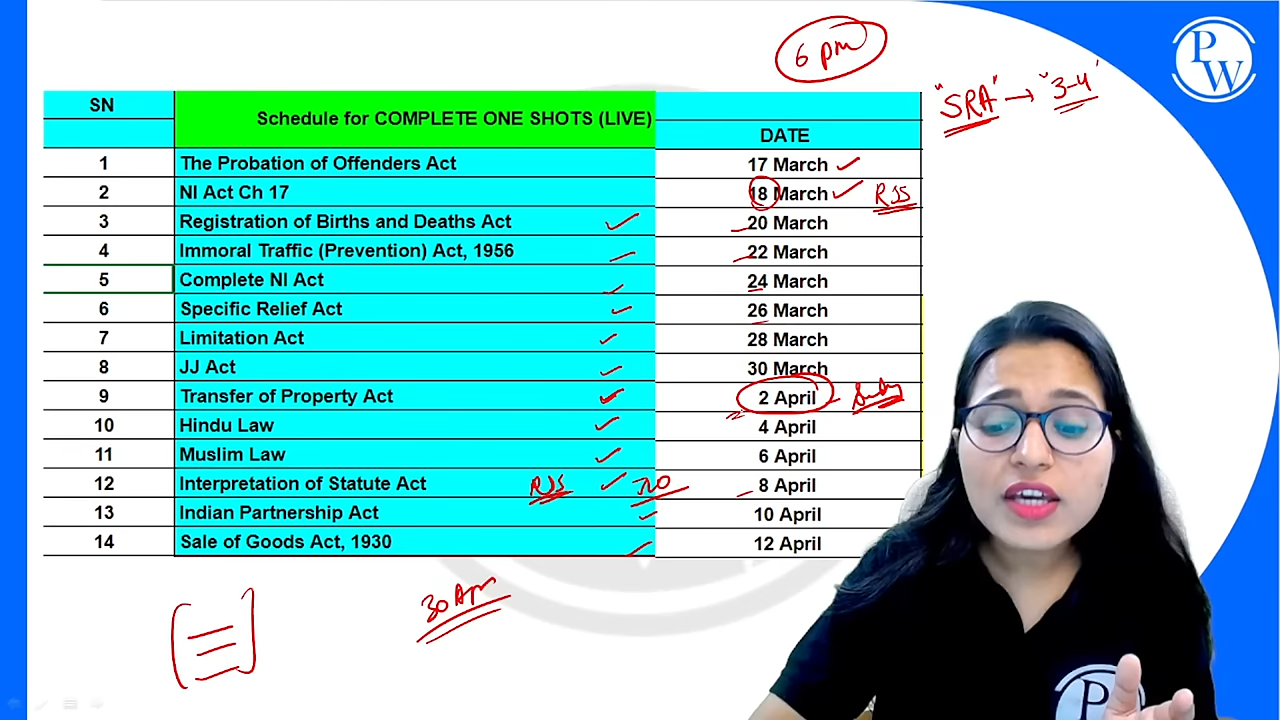 6 pm
"SRA" → "3-4"
PW
SN Schedule for COMPLETE ONE SHOTS (LIVE)
DATE
1 The Probation of Offenders Act 17 March
2 NI Act Ch 17 18 March RJS
3 Registration of Births and Deaths Act 20 March
4 Immoral Traffic (Prevention) Act, 1956 22 March
5 Complete NI Act 24 March
6 Specific Relief Act 26 March
7 Limitation Act 28 March
8 JJ Act 30 March
9 Transfer of Property Act 2 April Sunday
10 Hindu Law 4 April
11 Muslim Law 6 April
12 Interpretation of Statute Act RJS 8 April
13 Indian Partnership Act 10 April
14 Sale of Goods Act, 1930 12 April
30 Apr
PW